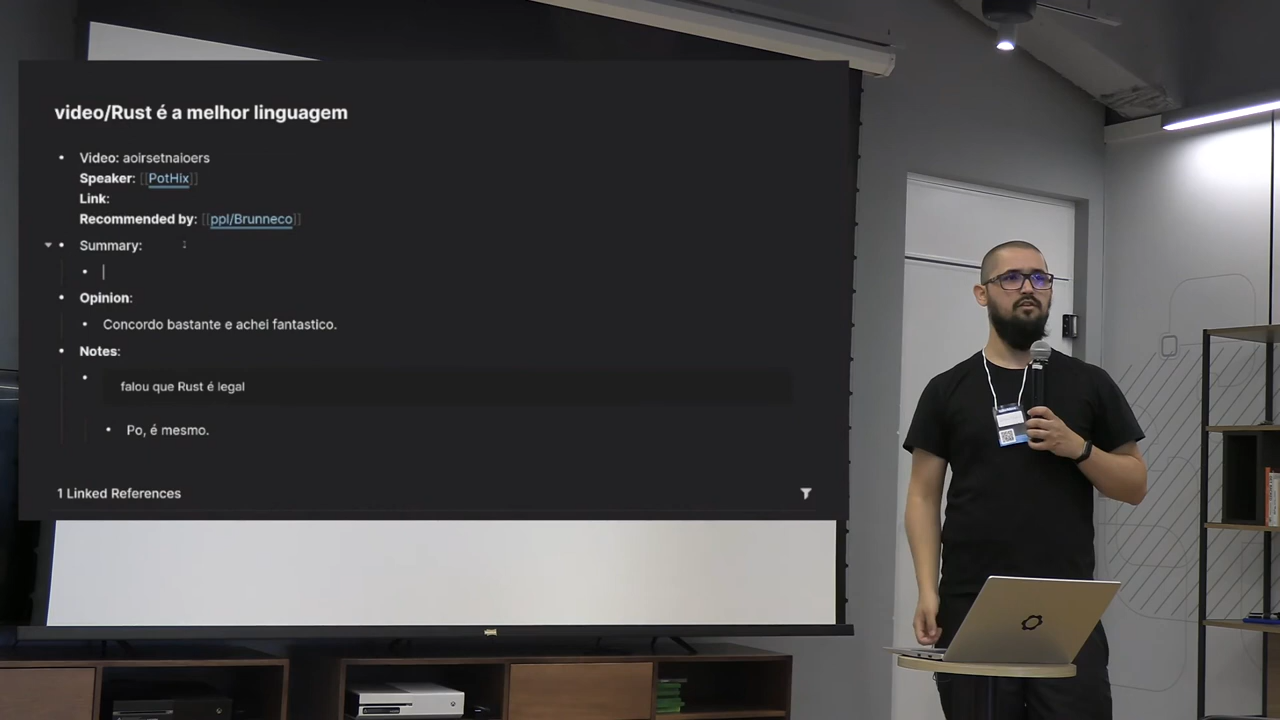 video/Rust é a melhor linguagem
Video: aoirsetnaioers
Speaker: [[PotHix]]
Link:
Recommended by: [[ppl/Brunneco]]
Summary:
Opinion:
Concordo bastante e achei fantastico.
Notes:
falou que Rust é legal
Po, é mesmo.
1 Linked References